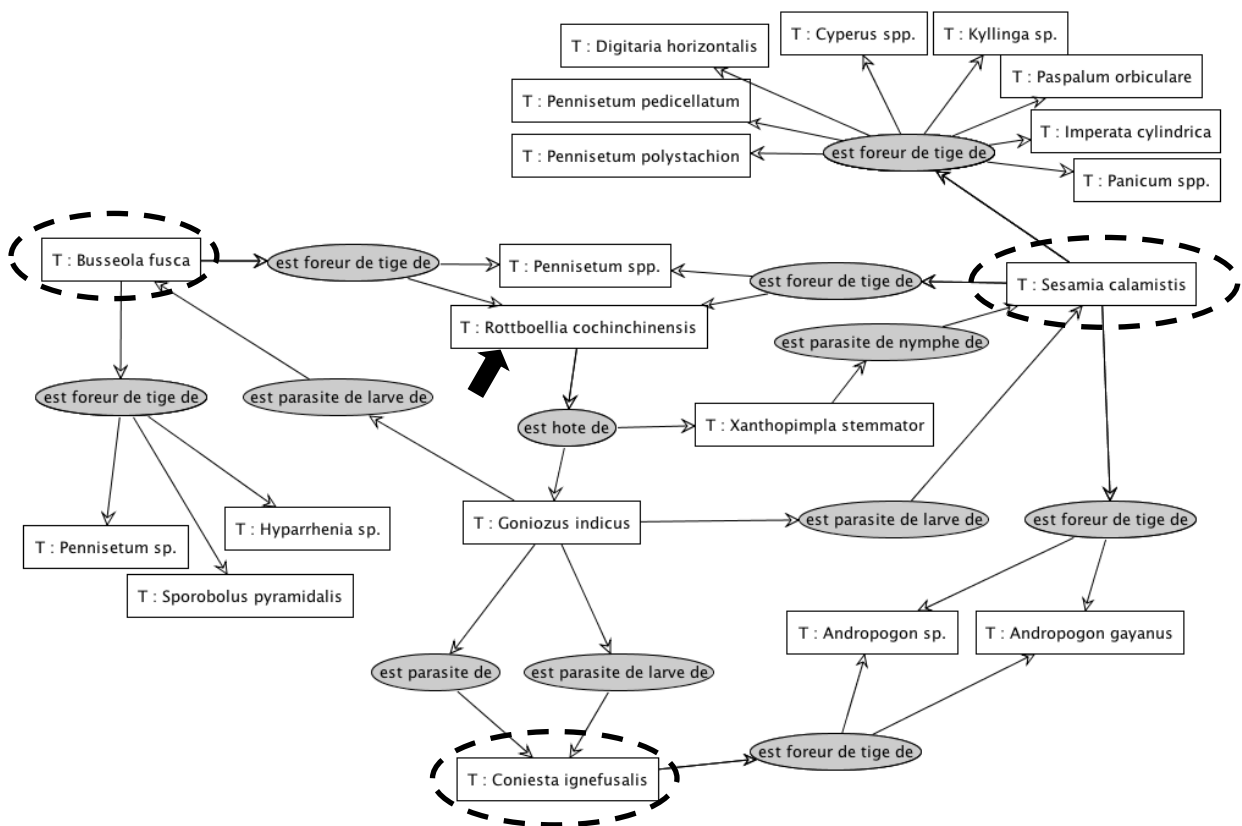 T : Digitaria horizontalis
T : Cyperus spp.
T : Kyllinga sp.
T : Paspalum orbiculare
T : Pennisetum pedicellatum
T : Imperata cylindrica
T : Pennisetum polystachion
est foreur de tige de
T : Panicum spp.
T : Busseola fusca
est foreur de tige de
T : Pennisetum spp.
est foreur de tige de
T : Sesamia calamistis
T : Rottboellia cochinchinensis
est parasite de nymphe de
est foreur de tige de
est parasite de larve de
est hote de
T : Xanthopimpla stemmator
T : Goniozus indicus
est parasite de larve de
est foreur de tige de
T : Hyparrhenia sp.
T : Pennisetum sp.
T : Sporobolus pyramidalis
T : Andropogon sp.
T : Andropogon gayanus
est parasite de
est parasite de larve de
est foreur de tige de
T : Coniesta ignefusalis